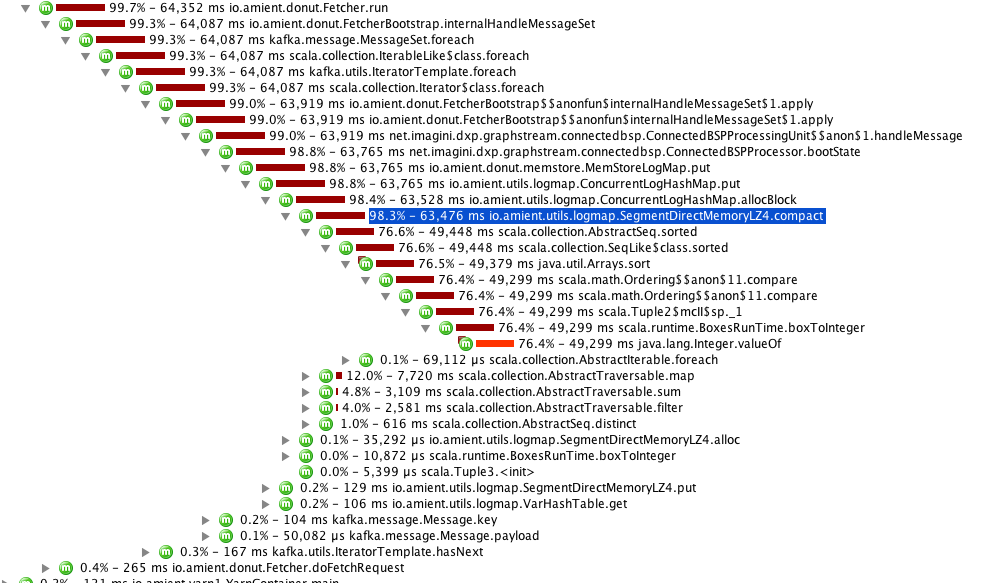 99.7% – 64,352 ms io.amient.donut.Fetcher.run
99.3% – 64,087 ms io.amient.donut.FetcherBootstrap.internalHandleMessageSet
99.3% – 64,087 ms kafka.message.MessageSet.foreach
99.3% – 64,087 ms scala.collection.IterableLike$class.foreach
99.3% – 64,087 ms kafka.utils.IteratorTemplate.foreach
99.3% – 64,087 ms scala.collection.Iterator$class.foreach
99.0% – 63,919 ms io.amient.donut.FetcherBootstrap$$anonfun$internalHandleMessageSet$1.apply
99.0% – 63,919 ms io.amient.donut.FetcherBootstrap$$anonfun$internalHandleMessageSet$1.apply
99.0% – 63,919 ms net.imagini.dxp.graphstream.connectedbsp.ConnectedBSPProcessingUnit$$anon$1.handleMessage
98.8% – 63,765 ms net.imagini.dxp.graphstream.connectedbsp.ConnectedBSPProcessor.bootState
98.8% – 63,765 ms io.amient.donut.memstore.MemStoreLogMap.put
98.8% – 63,765 ms io.amient.utils.logmap.ConcurrentLogHashMap.put
98.4% – 63,528 ms io.amient.utils.logmap.ConcurrentLogHashMap.allocBlock
98.3% – 63,476 ms io.amient.utils.logmap.SegmentDirectMemoryLZ4.compact
76.6% – 49,448 ms scala.collection.AbstractSeq.sorted
76.6% – 49,448 ms scala.collection.SeqLike$class.sorted
76.5% – 49,379 ms java.util.Arrays.sort
76.4% – 49,299 ms scala.math.Ordering$$anon$11.compare
76.4% – 49,299 ms scala.math.Ordering$$anon$11.compare
76.4% – 49,299 ms scala.Tuple2$mcII$sp._1
76.4% – 49,299 ms scala.runtime.BoxesRunTime.boxToInteger
76.4% – 49,299 ms java.lang.Integer.valueOf
0.1% – 69,112 µs scala.collection.AbstractIterable.foreach
12.0% – 7,720 ms scala.collection.AbstractTraversable.map
4.8% – 3,109 ms scala.collection.AbstractTraversable.sum
4.0% – 2,581 ms scala.collection.AbstractTraversable.filter
1.0% – 616 ms scala.collection.AbstractSeq.distinct
0.1% – 35,292 µs io.amient.utils.logmap.SegmentDirectMemoryLZ4.alloc
0.0% – 10,872 µs scala.runtime.BoxesRunTime.boxToInteger
0.0% – 5,399 µs scala.Tuple3.<init>
0.2% – 129 ms io.amient.utils.logmap.SegmentDirectMemoryLZ4.put
0.2% – 106 ms io.amient.utils.logmap.VarHashTable.get
0.2% – 104 ms kafka.message.Message.key
0.1% – 50,082 µs kafka.message.Message.payload
0.3% – 167 ms kafka.utils.IteratorTemplate.hasNext
0.4% – 265 ms io.amient.donut.Fetcher.doFetchRequest
0.2% – 131 ms io.amient.yarn1.YarnContainer.main